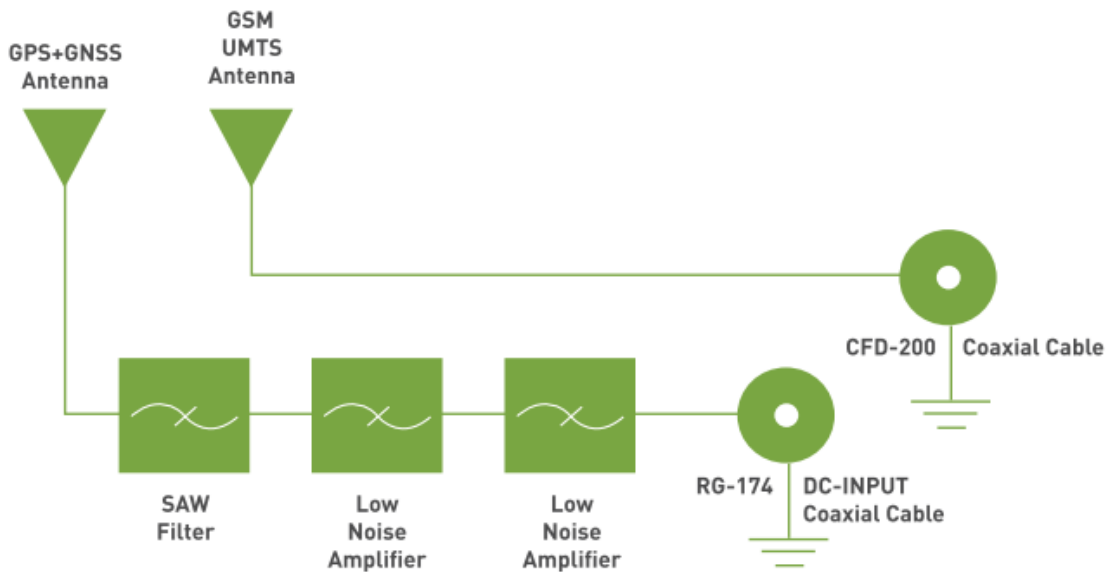 GPS+GNSS
Antenna
GSM
UMTS
Antenna
CFD-200
Coaxial Cable
SAW
Filter
Low
Noise
Amplifier
Low
Noise
Amplifier
RG-174
DC-INPUT
Coaxial Cable